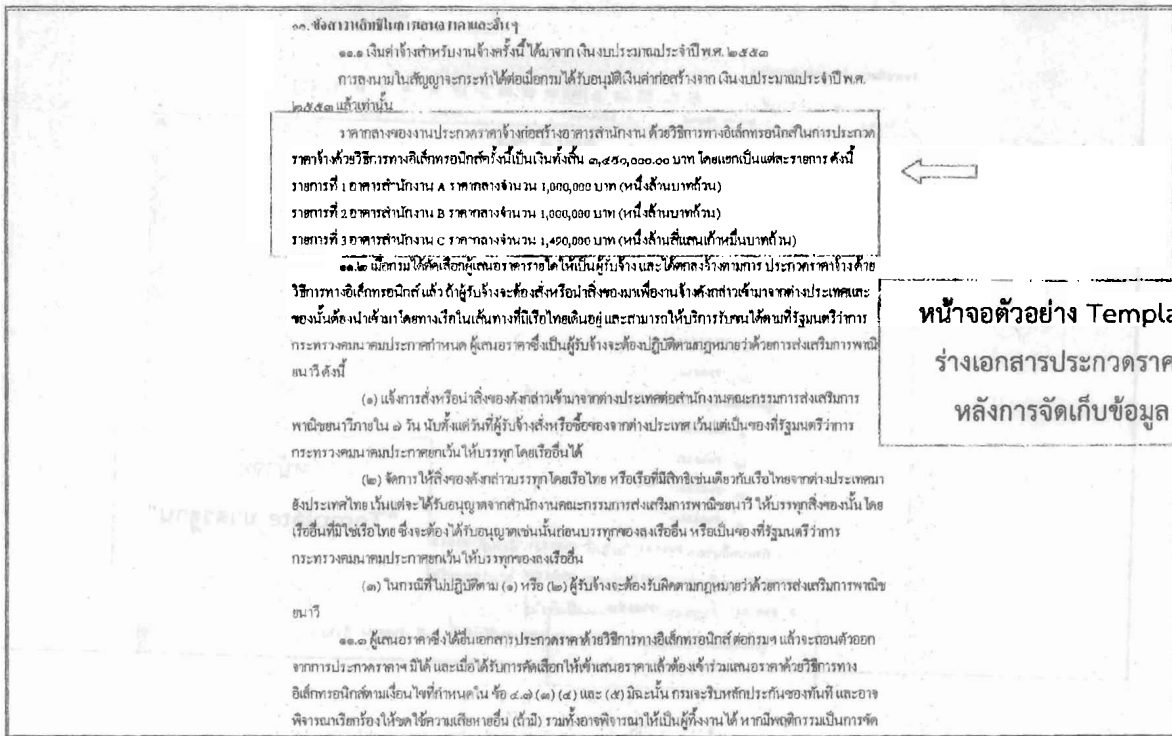 ๑๑. ข้อสงวนสิทธิในการเสนอราคาและอื่นๆ
๑๑.๑ เงินค่าจ้างสำหรับงานจ้างครั้งนี้ ได้มาจาก เงินงบประมาณประจำปี พ.ศ. ๒๕๕๓
การลงนามในสัญญาจะกระทำได้ต่อเมื่อกรมได้รับอนุมัติเงินค่าก่อสร้างจาก เงินงบประมาณประจำปี พ.ศ.
๒๕๕๓ แล้วเท่านั้น
ราคากลางของงานประกวดราคาจ้างก่อสร้างอาคารสำนักงาน ด้วยวิธีการทางอิเล็กทรอนิกส์ในการประกวด
ราคาจ้างด้วยวิธีการทางอิเล็กทรอนิกส์ครั้งนี้เป็นเงินทั้งสิ้น ๓,๔๙๐,๐๐๐.๐๐ บาท โดยแยกเป็นแต่ละรายการ ดังนี้
รายการที่ 1 อาคารสำนักงาน A ราคากลางจำนวน 1,000,000 บาท (หนึ่งล้านบาทถ้วน)
รายการที่ 2 อาคารสำนักงาน B ราคากลางจำนวน 1,000,000 บาท (หนึ่งล้านบาทถ้วน)
รายการที่ 3 อาคารสำนักงาน C ราคากลางจำนวน 1,490,000 บาท (หนึ่งล้านสี่แสนเก้าหมื่นบาทถ้วน)
๑๑.๒ เมื่อกรมได้คัดเลือกผู้เสนอราคารายใดให้เป็นผู้รับจ้าง และได้ตกลงจ้างตามการ ประกวดราคาจ้างด้วย
วิธีการทางอิเล็กทรอนิกส์ แล้ว ถ้าผู้รับจ้างจะต้องสั่งหรือนำสิ่งของมาเพื่องานจ้างดังกล่าวเข้ามาจากต่างประเทศและ
ของนั้นต้องนำเข้ามาโดยทางเรือในเส้นทางที่มีเรือไทยเดินอยู่ และสามารถให้บริการรับขนได้ตามที่รัฐมนตรีว่าการ
กระทรวงคมนาคมประกาศกำหนด ผู้เสนอราคาซึ่งเป็นผู้รับจ้างจะต้องปฏิบัติตามกฎหมายว่าด้วยการส่งเสริมการพาณิ
ชยนาวี ดังนี้
(๑) แจ้งการสั่งหรือนำสิ่งของดังกล่าวเข้ามาจากต่างประเทศต่อสำนักงานคณะกรรมการส่งเสริมการ
พาณิชยนาวีภายใน ๗ วัน นับตั้งแต่วันที่ผู้รับจ้างสั่งหรือซื้อของจากต่างประเทศ เว้นแต่เป็นของที่รัฐมนตรีว่าการ
กระทรวงคมนาคมประกาศยกเว้นให้บรรทุกโดยเรืออื่นได้
(๒) จัดการให้สิ่งของดังกล่าวบรรทุกโดยเรือไทย หรือเรือที่มีสิทธิเช่นเดียวกับเรือไทยจากต่างประเทศมา
ยังประเทศไทย เว้นแต่จะได้รับอนุญาตจากสำนักงานคณะกรรมการส่งเสริมการพาณิชยนาวี ให้บรรทุกสิ่งของนั้นโดย
เรืออื่นที่มิใช่เรือไทย ซึ่งจะต้องได้รับอนุญาตเช่นนั้นก่อนบรรทุกของลงเรืออื่น หรือเป็นของที่รัฐมนตรีว่าการ
กระทรวงคมนาคมประกาศยกเว้นให้บรรทุกของลงเรืออื่น
(๓) ในกรณีที่ไม่ปฏิบัติตาม (๑) หรือ (๒) ผู้รับจ้างจะต้องรับผิดตามกฎหมายว่าด้วยการส่งเสริมการพาณิช
ยนาวี
๑๑.๓ ผู้เสนอราคาซึ่งได้ยื่นเอกสารประกวดราคาด้วยวิธีการทางอิเล็กทรอนิกส์ ต่อกรมฯ แล้วจะถอนตัวออก
จากการประกวดราคาฯ มิได้ และเมื่อได้รับการคัดเลือกให้เข้าเสนอราคาแล้วต้องเข้าร่วมเสนอราคาด้วยวิธีการทาง
อิเล็กทรอนิกส์ตามเงื่อนไขที่กำหนดใน ข้อ ๔.๗ (๓) (๔) และ (๕) มิฉะนั้น กรมจะริบหลักประกันซองทันที และอาจ
พิจารณาเรียกร้องให้ชดใช้ความเสียหายอื่น (ถ้ามี) รวมทั้งอาจพิจารณาให้เป็นผู้ทิ้งงานได้ หากมีพฤติกรรมเป็นการขัด
หน้าจอตัวอย่าง Templa
ร่างเอกสารประกวดราค
หลังการจัดเก็บข้อมูล